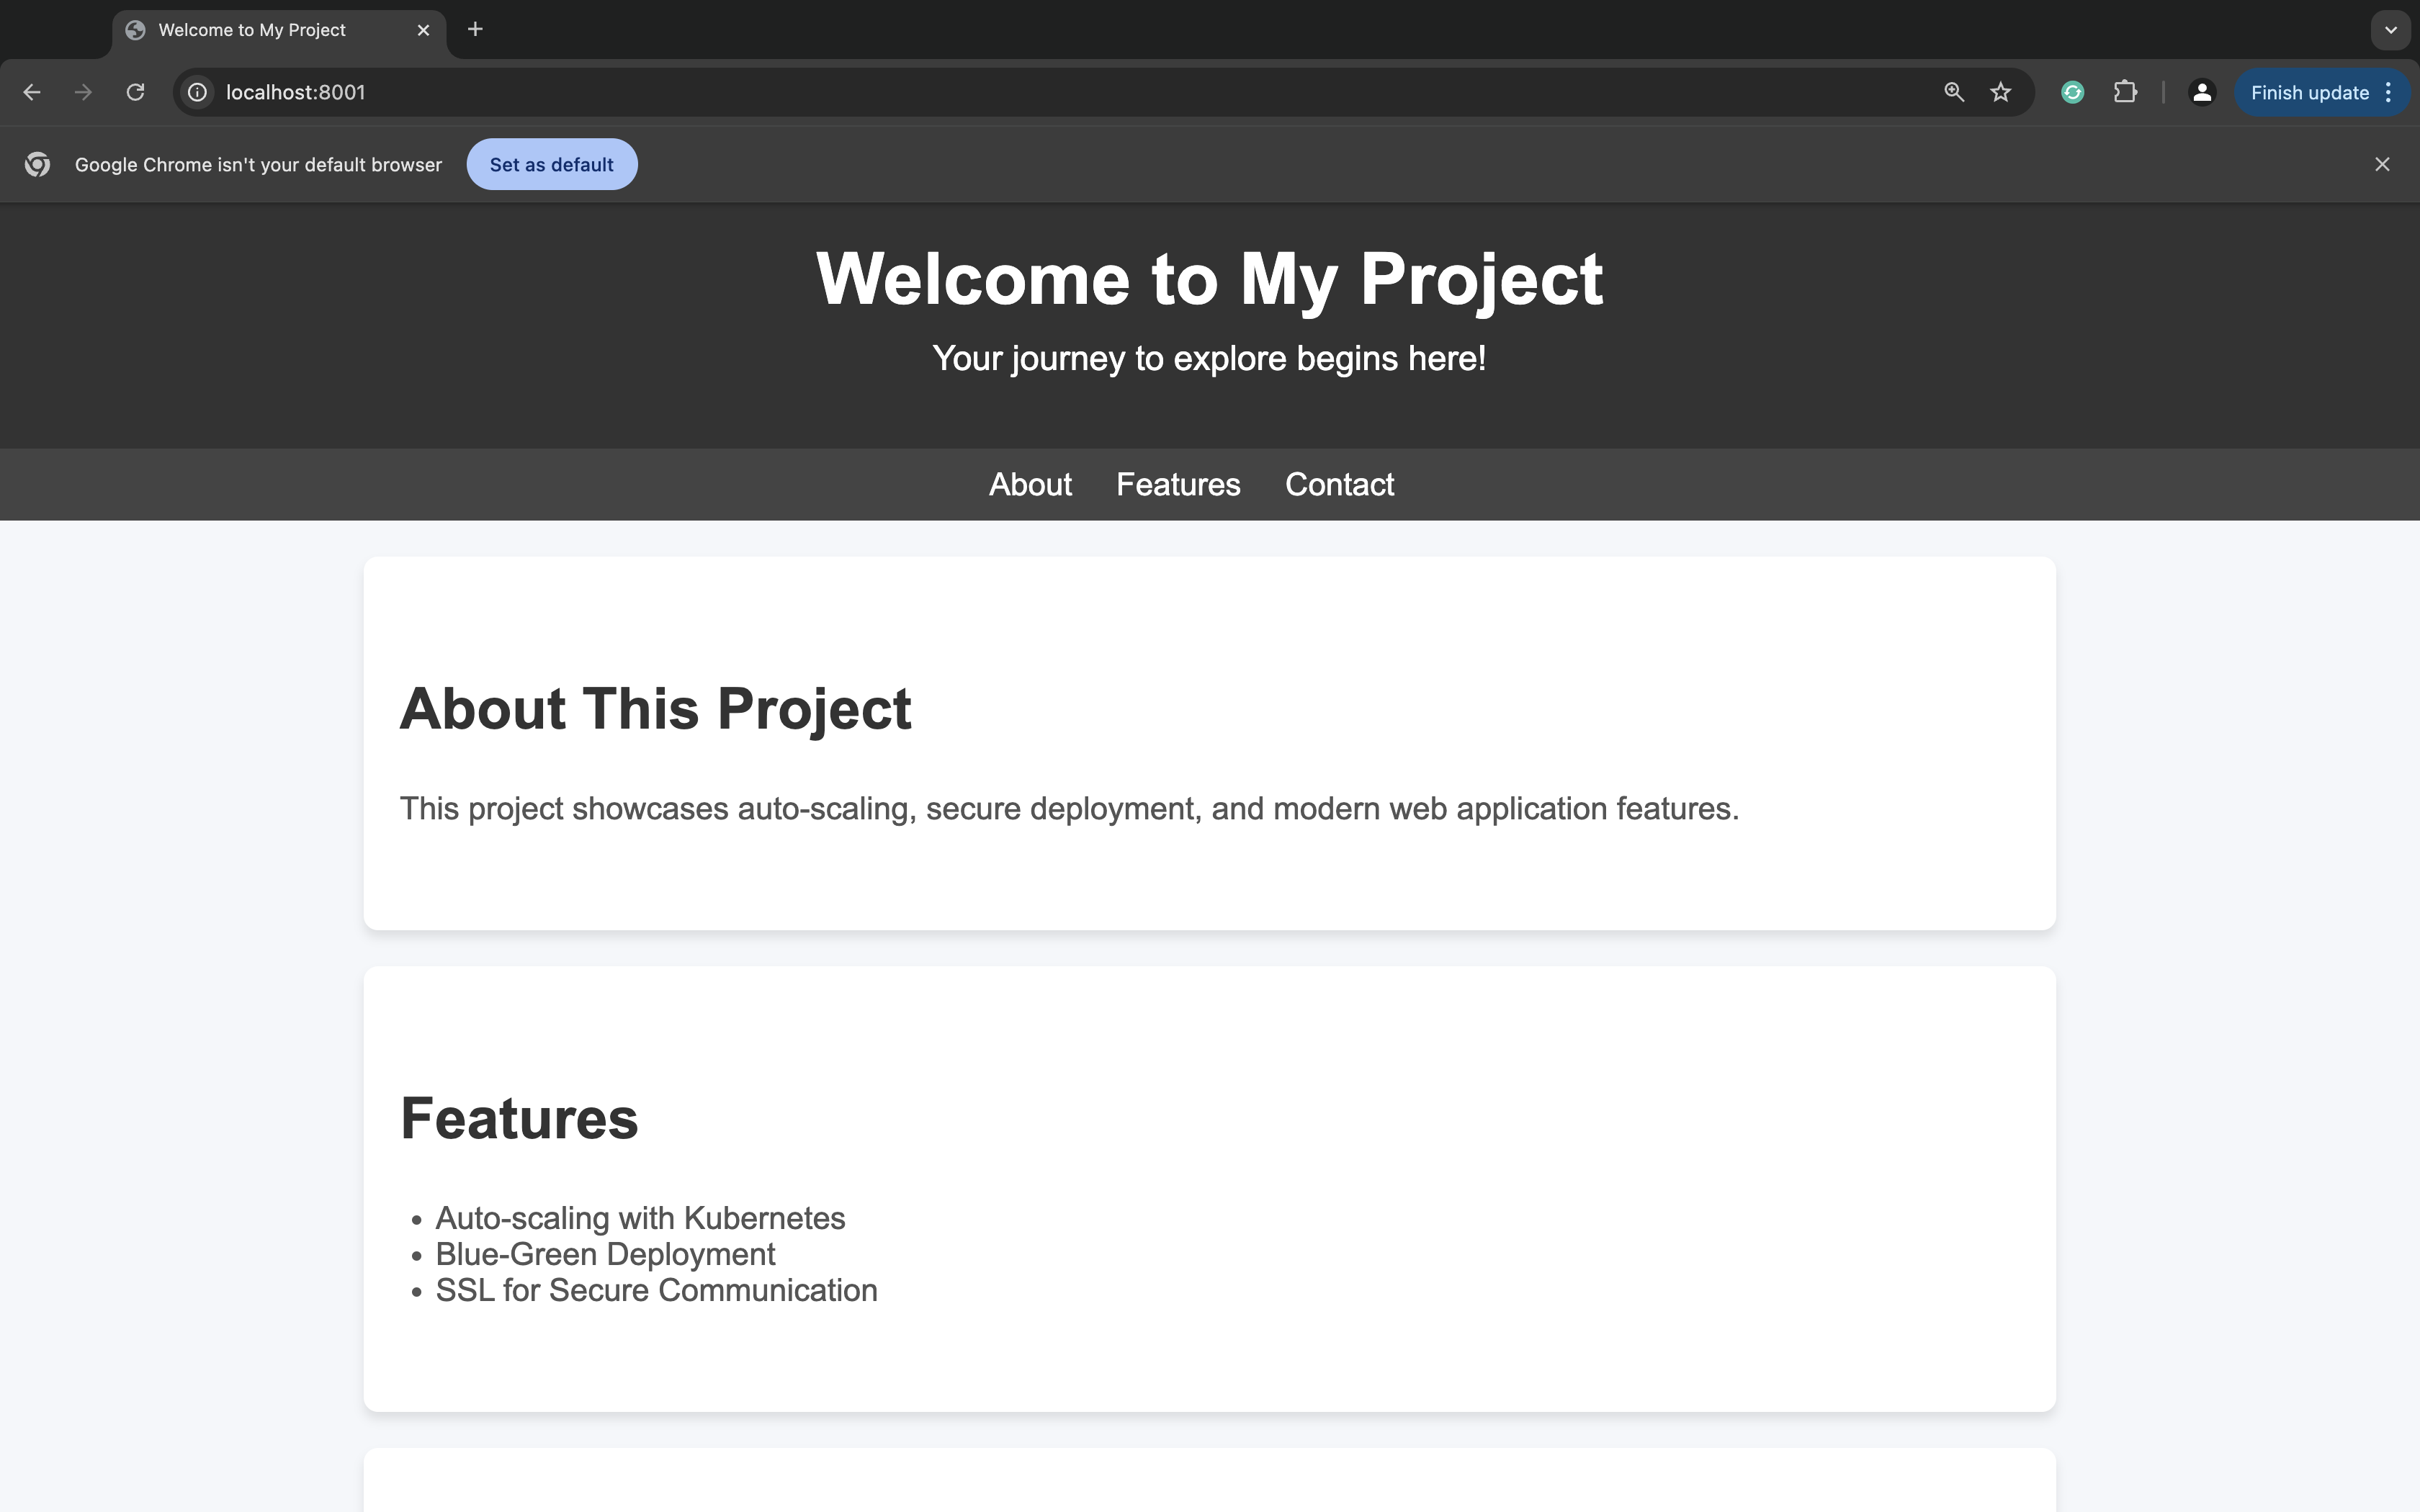 Welcome to My Project
localhost:8001
Finish update
Google Chrome isn't your default browser
Set as default
Welcome to My Project
Your journey to explore begins here!
About Features Contact
About This Project
This project showcases auto-scaling, secure deployment, and modern web application features.
Features
• Auto-scaling with Kubernetes
• Blue-Green Deployment
• SSL for Secure Communication